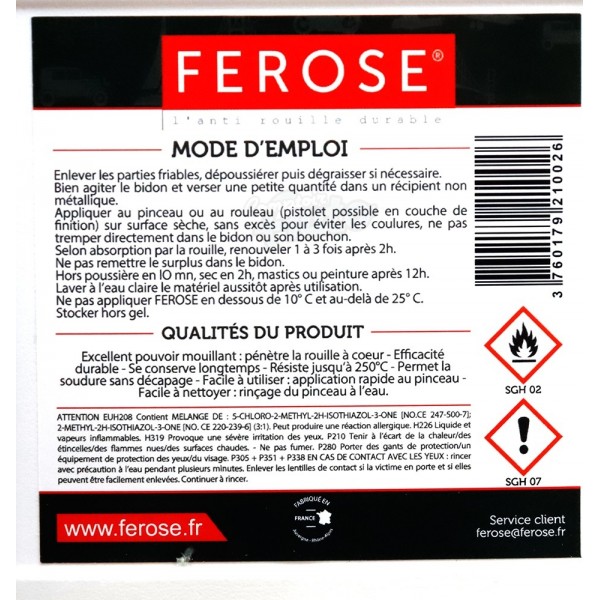 FEROSE®
l'anti rouille durable
MODE D'EMPLOI
Enlever les parties friables, dépoussiérer puis dégraisser si nécessaire.
Bien agiter le bidon et verser une petite quantité dans un récipient non
métallique.
Appliquer au pinceau ou au rouleau (pistolet possible en couche de
finition) sur surface sèche, sans excés pour éviter les coulures, ne pas
tremper directement dans le bidon ou son bouchon.
Selon absorption par la rouille, renouveler 1 à 3 fois après 2h.
Ne pas remettre le surplus dans le bidon.
Hors poussière en 10 mn, sec en 2h, mastics ou peinture après 12h.
Laver à l'eau claire le matériel aussitôt après utilisation.
Ne pas appliquer FEROSE en dessous de 10° C et au-delà de 25° C.
Stocker hors gel.
3 760179 210026
QUALITÉS DU PRODUIT
Excellent pouvoir mouillant : pénètre la rouille à coeur - Efficacité
durable - Se conserve longtemps - Résiste jusqu'à 250°C - Permet la
soudure sans décapage - Facile à utiliser : application rapide au pinceau -
Facile à nettoyer : rinçage du pinceau à l'eau.
SGH 02
ATTENTION EUH208 Contient MELANGE DE : 5-CHLORO-2-METHYL-2H-ISOTHIAZOL-3-ONE [NO.CE 247-500-7];
2-METHYL-2H-ISOTHIAZOL-3-ONE [NO. CE 220-239-6] (3:1). Peut produire une réaction allergique. H226 Liquide et
vapeurs inflammables. H319 Provoque une sévère irritation des yeux. P210 Tenir à l'écart de la chaleur/des
étincelles/des flammes nues/des surfaces chaudes. - Ne pas fumer. P280 Porter des gants de protection/un
équipement de protection des yeux/du visage. P305 + P351 + P338 EN CAS DE CONTACT AVEC LES YEUX : rincer
avec précaution à l'eau pendant plusieurs minutes. Enlever les lentilles de contact si la victime en porte et si elles
peuvent être facilement enlevées. Continuer à rincer.
SGH 07
www.ferose.fr
FABRIQUÉ EN
FRANCE
Auvergne - Rhône-Alpes
Service client
ferose@ferose.fr